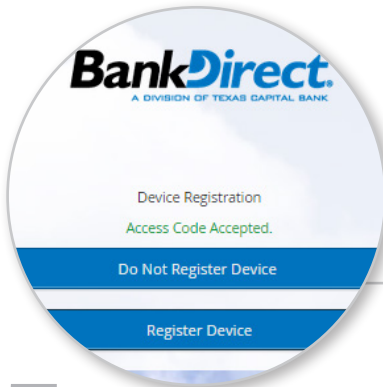 BankDirect.
A DIVISION OF TEXAS CAPITAL BANK
Device Registration
Access Code Accepted.
Do Not Register Device
Register Device